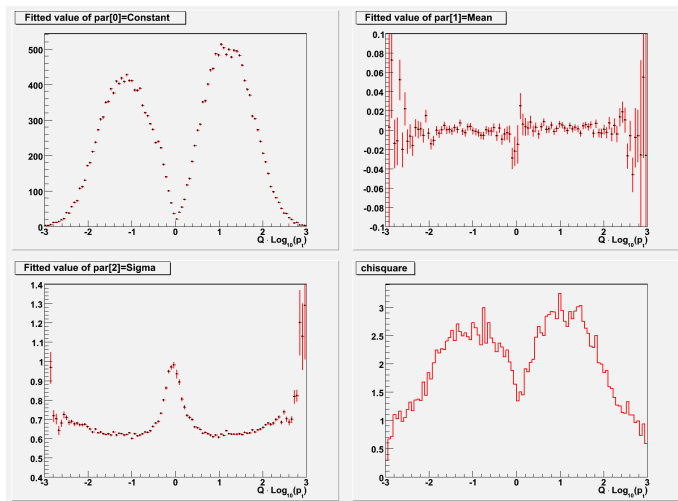 Fitted value of par[0]=Constant
500
400
300
200
100
0
-3 -2 -1 0 1 2 3
Q · Log10(pt)
Fitted value of par[1]=Mean
0.1
0.08
0.06
0.04
0.02
0
-0.02
-0.04
-0.06
-0.08
-0.1
-3 -2 -1 0 1 2 3
Q · Log10(pt)
Fitted value of par[2]=Sigma
1.4
1.3
1.2
1.1
1
0.9
0.8
0.7
0.6
0.5
0.4
-3 -2 -1 0 1 2 3
Q · Log10(pt)
chisquare
3
2.5
2
1.5
1
0.5
0
-3 -2 -1 0 1 2 3
Q · Log10(pt)